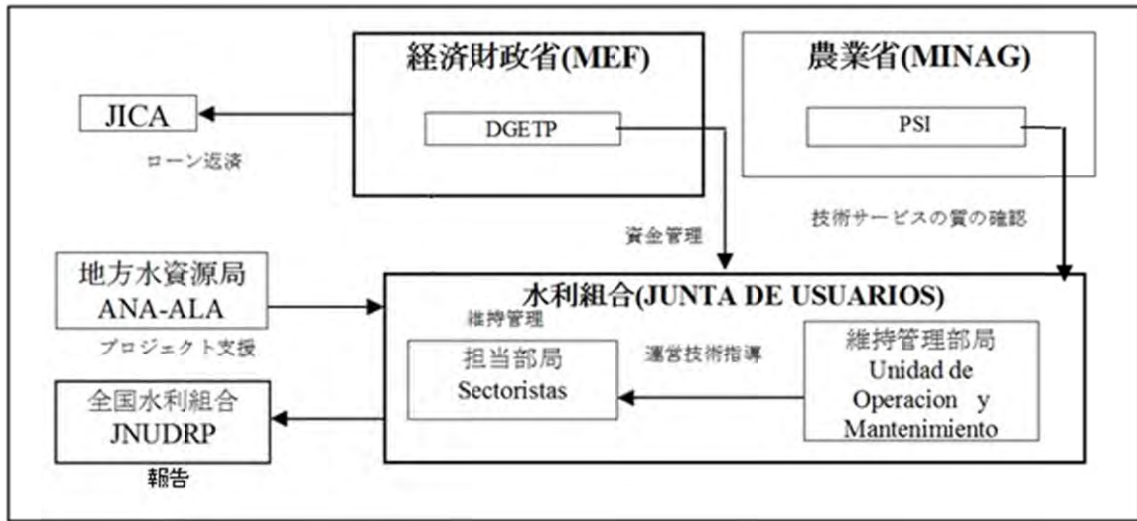 経済財政省(MEF)
農業省(MINAG)
JICA
DGETP
PSI
ローン返済
技術サービスの質の確認
資金管理
地方水資源局
ANA-ALA
プロジェクト支援
水利組合(JUNTA DE USUARIOS)
維持管理
担当部局
Sectoristas
運営技術指導
維持管理部局
Unidad de
Operacion y
Mantenimiento
全国水利組合
JNUDRP
報告